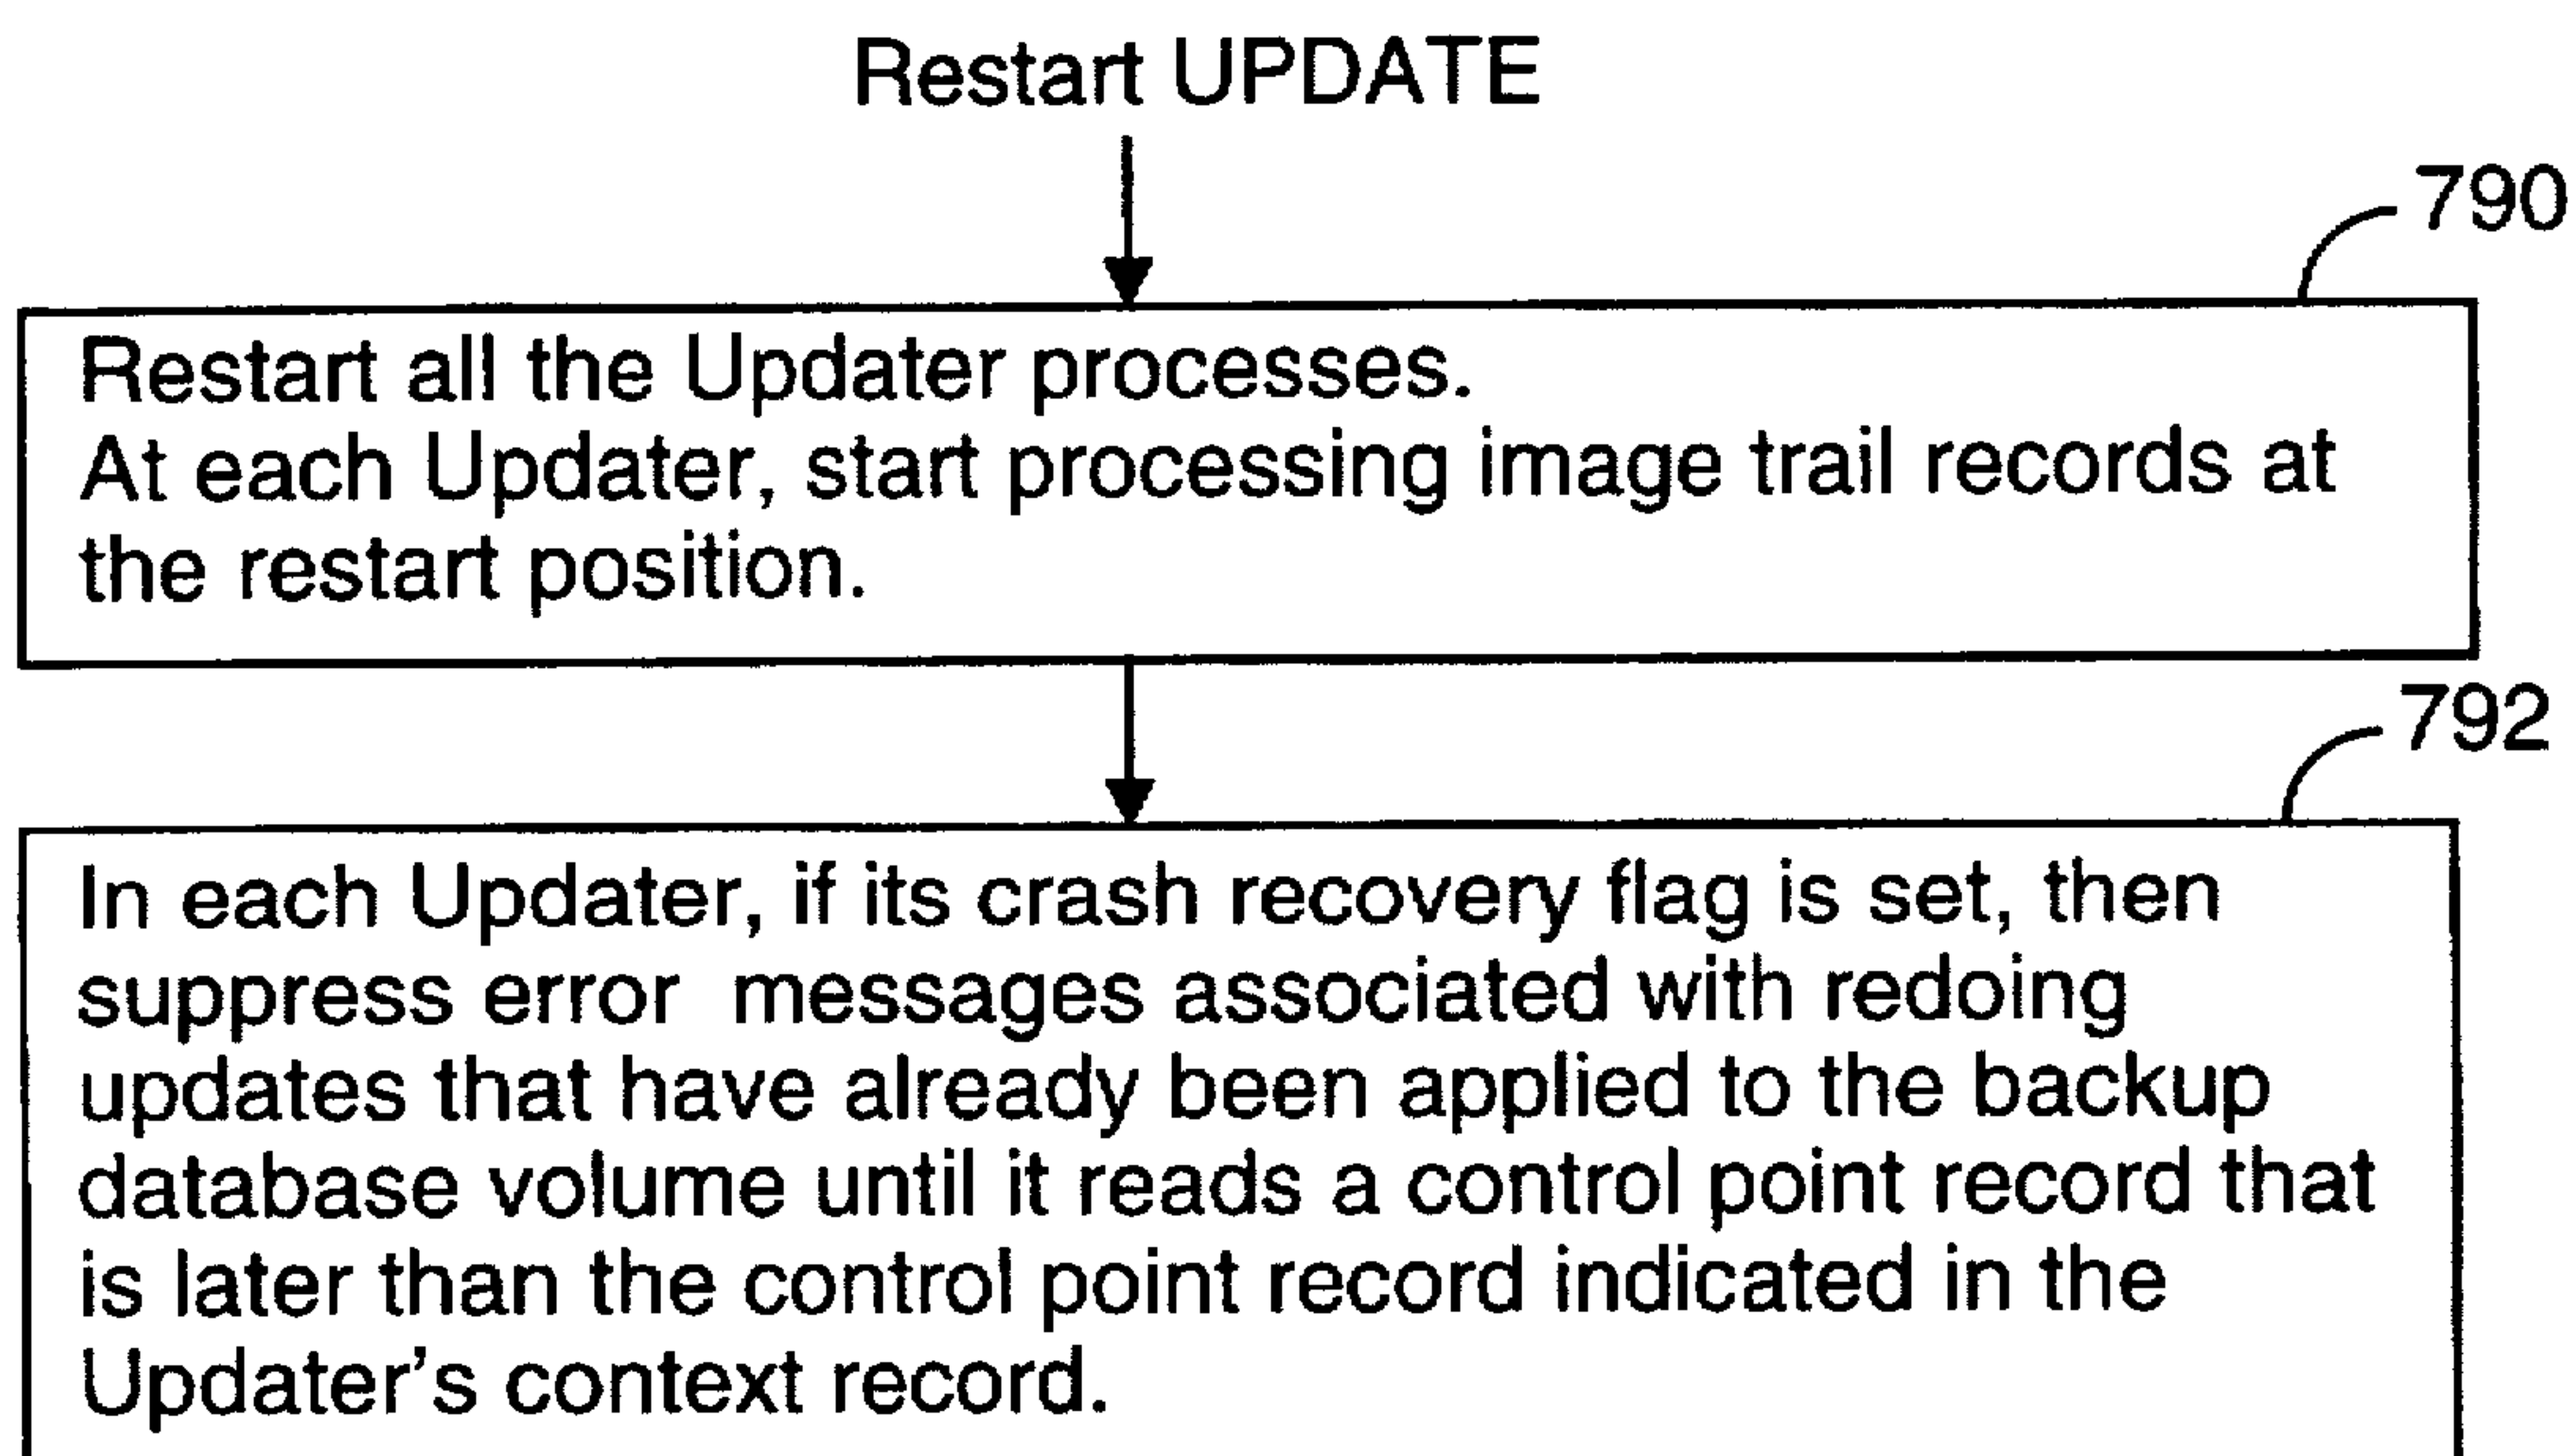 Restart UPDATE
790
Restart all the Updater processes.
At each Updater, start processing image trail records at
the restart position.
792
In each Updater, if its crash recovery flag is set, then
suppress error messages associated with redoing
updates that have already been applied to the backup
database volume until it reads a control point record that
is later than the control point record indicated in the
Updater's context record.